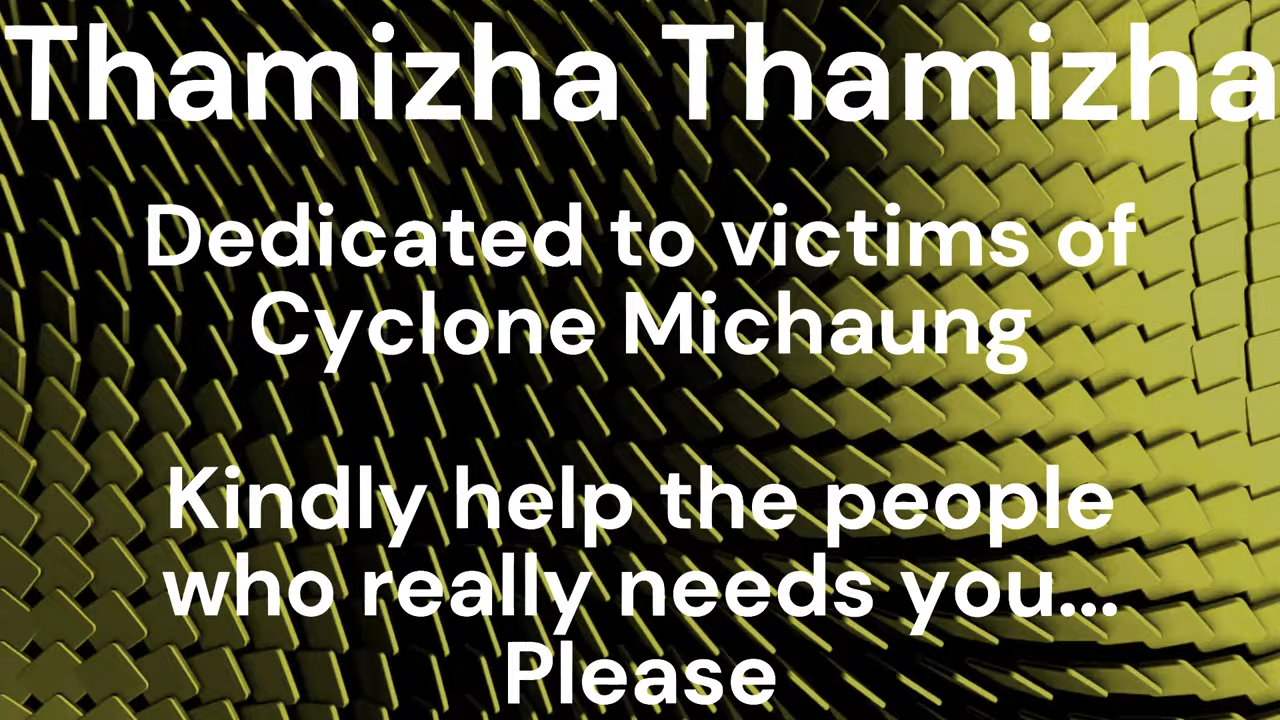 Thamizha Thamizha
Dedicated to victims of
Cyclone Michaung
Kindly help the people
who really needs you...
Please